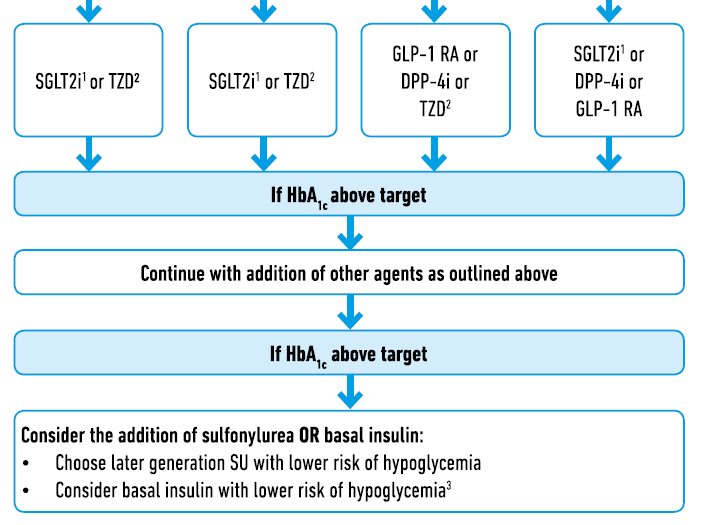 SGLT2i¹ or TZD²
SGLT2i¹ or TZD²
GLP-1 RA or
DPP-4i or
TZD²
SGLT2i¹ or
DPP-4i or
GLP-1 RA
If HbA₁c above target
Continue with addition of other agents as outlined above
If HbA₁c above target
Consider the addition of sulfonylurea OR basal insulin:
• Choose later generation SU with lower risk of hypoglycemia
• Consider basal insulin with lower risk of hypoglycemia³